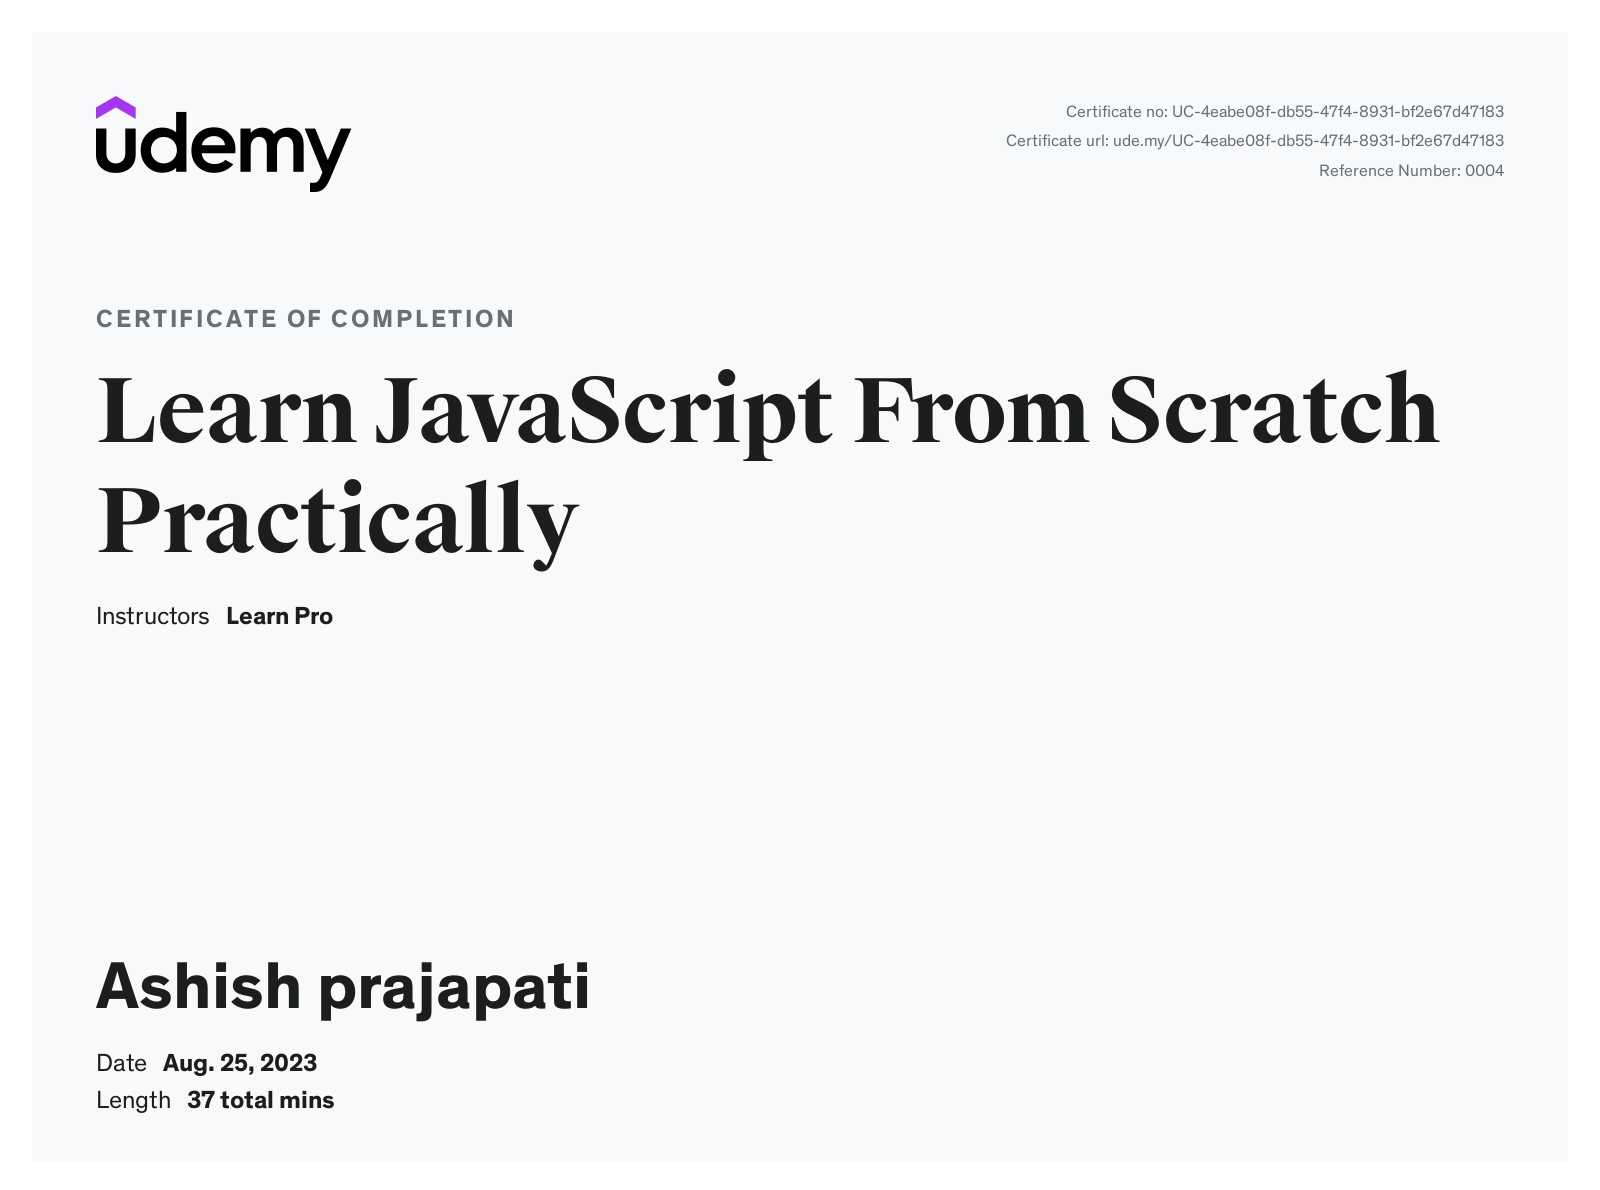 udemy
Certificate no: UC-4eabe08f-db55-47f4-8931-bf2e67d47183
Certificate url: ude.my/UC-4eabe08f-db55-47f4-8931-bf2e67d47183
Reference Number: 0004
CERTIFICATE OF COMPLETION
Learn JavaScript From Scratch
Practically
Instructors Learn Pro
Ashish prajapati
Date Aug. 25, 2023
Length 37 total mins